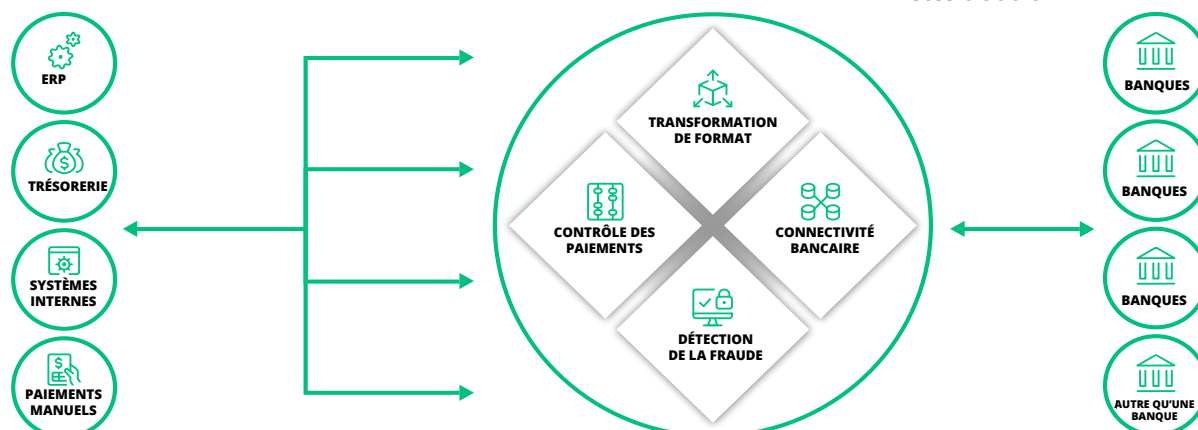 ERP
TRÉSORERIE
SYSTÈMES
INTERNES
PAIEMENTS
MANUELS
TRANSFORMATION
DE FORMAT
CONTRÔLE DES
PAIEMENTS
CONNECTIVITÉ
BANCAIRE
DÉTECTION
DE LA FRAUDE
BANQUES
BANQUES
BANQUES
AUTRE QU'UNE
BANQUE